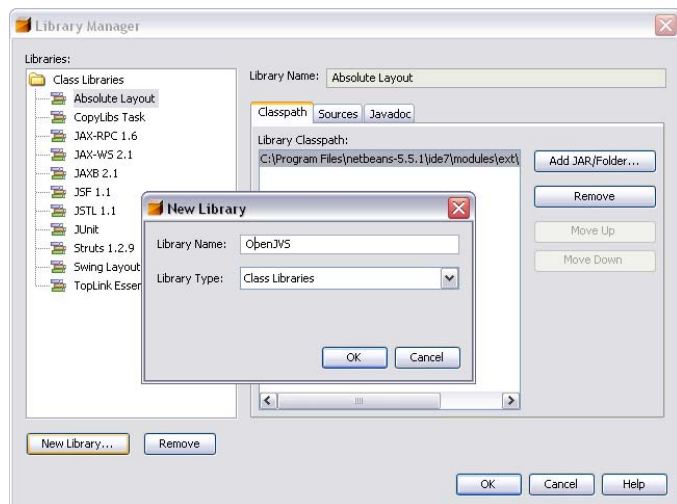 Library Manager
Libraries:
Class Libraries
Absolute Layout
CopyLibs Task
JAX-RPC 1.6
JAX-WS 2.1
JAXB 2.1
JSF 1.1
JSTL 1.1
JUnit
Struts 1.2.9
Swing Layout
TopLink Esser
Library Name: Absolute Layout
Classpath Sources Javadoc
Library Classpath:
C:\Program Files\netbeans-5.5.1\ide7\modules\ext\
Add JAR/Folder...
Remove
Move Up
Move Down
New Library
Library Name: OpenJVS
Library Type: Class Libraries
OK Cancel
New Library... Remove
OK Cancel Help